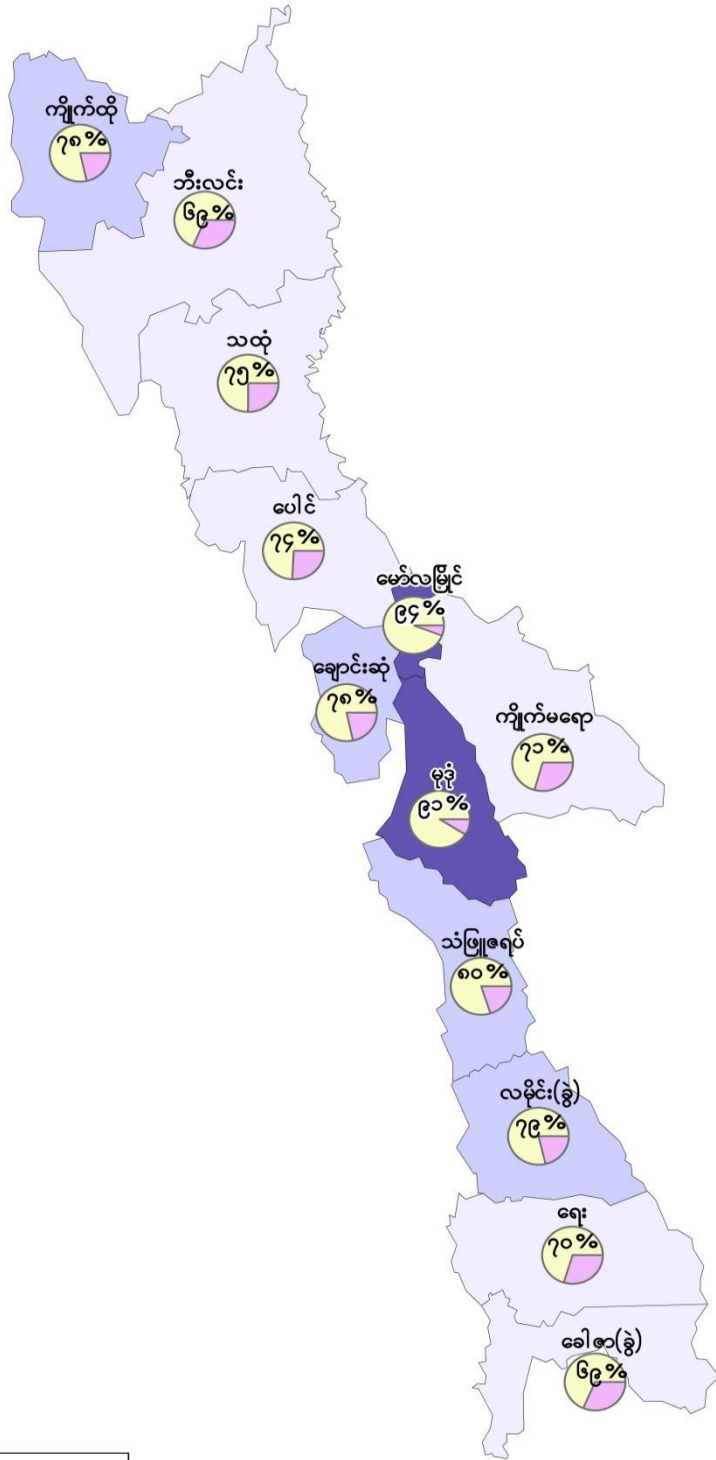 ကျိုက်ထို
၇၈%
ဘီးလင်း
၆၉%
သထုံ
၇၅%
ပေါင်
၇၄%
မော်လမြိုင်
၉၄%
ချောင်းဆုံ
၇၈%
ကျိုက်မရော
၇၁%
မုဒုံ
၉၁%
သံဖြူဇရပ်
၈၀%
လမိုင်း(ခွဲ)
၇၉%
ရေး
၇၀%
ခေါဇာ(ခွဲ)
၆၉%